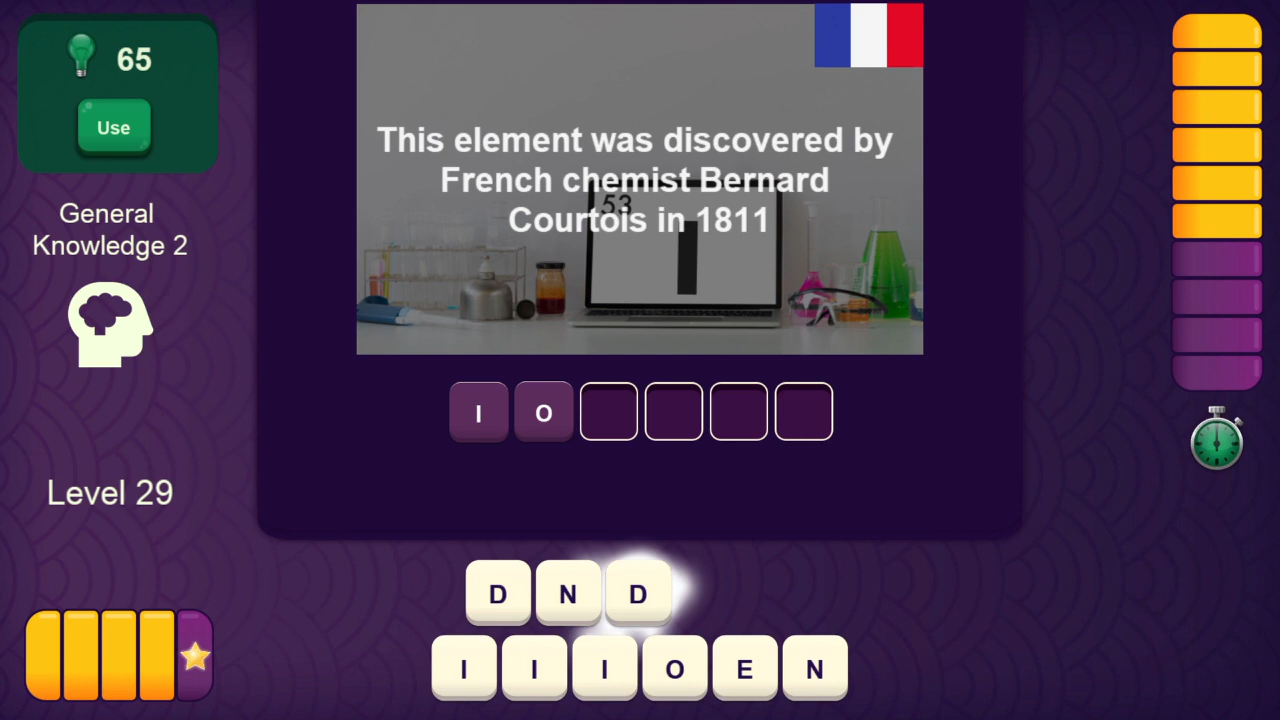 65
Use
General
Knowledge 2
Level 29
This element was discovered by
French chemist Bernard
Courtois in 1811
53
I
I O
D N D
I I I O E N